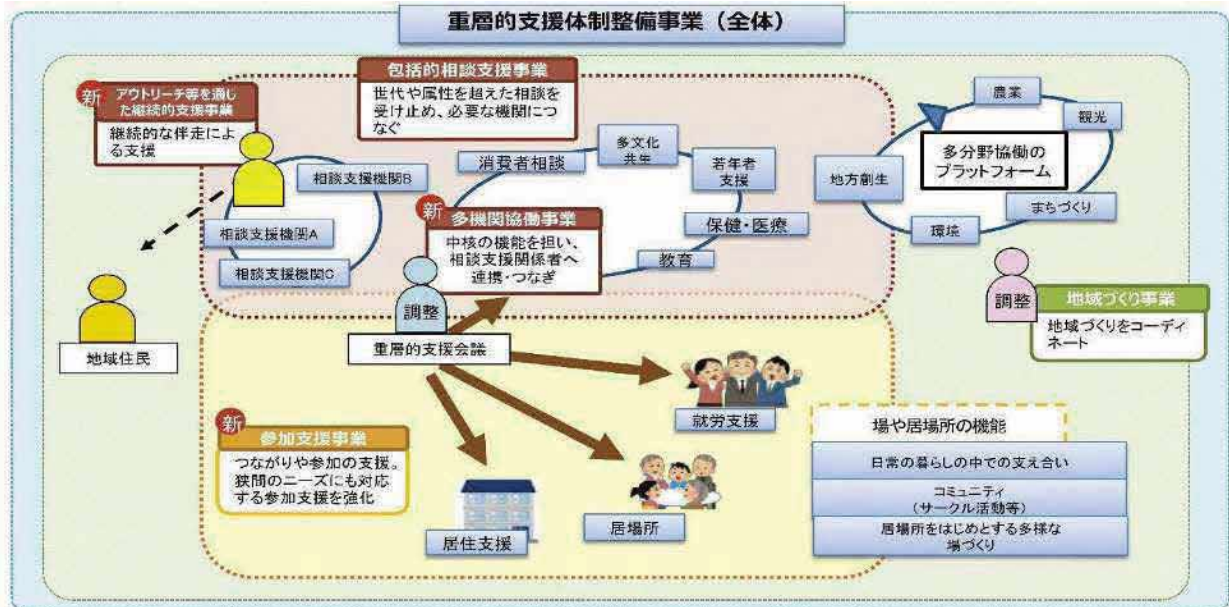 重層的支援体制整備事業（全体）
新
アウトリーチ等を通じ
た継続的支援事業
継続的な伴走によ
る支援
包括的相談支援事業
世代や属性を超えた相談を
受け止め、必要な機関につ
なぐ
相談支援機関B
相談支援機関A
相談支援機関C
消費者相談
多文化
共生
若年者
支援
保健・医療
教育
新
多機関協働事業
中核の機能を担い、
相談支援関係者へ
連携・つなぎ
農業
観光
多分野協働の
プラットフォーム
地方創生
まちづくり
環境
調整
地域づくり事業
地域づくりをコーディ
ネート
地域住民
調整
重層的支援会議
新
参加支援事業
つながりや参加の支援。
狭間のニーズにも対応
する参加支援を強化
就労支援
居場所
居住支援
場や居場所の機能
日常の暮らしの中での支え合い
コミュニティ
（サークル活動等）
居場所をはじめとする多様な
場づくり